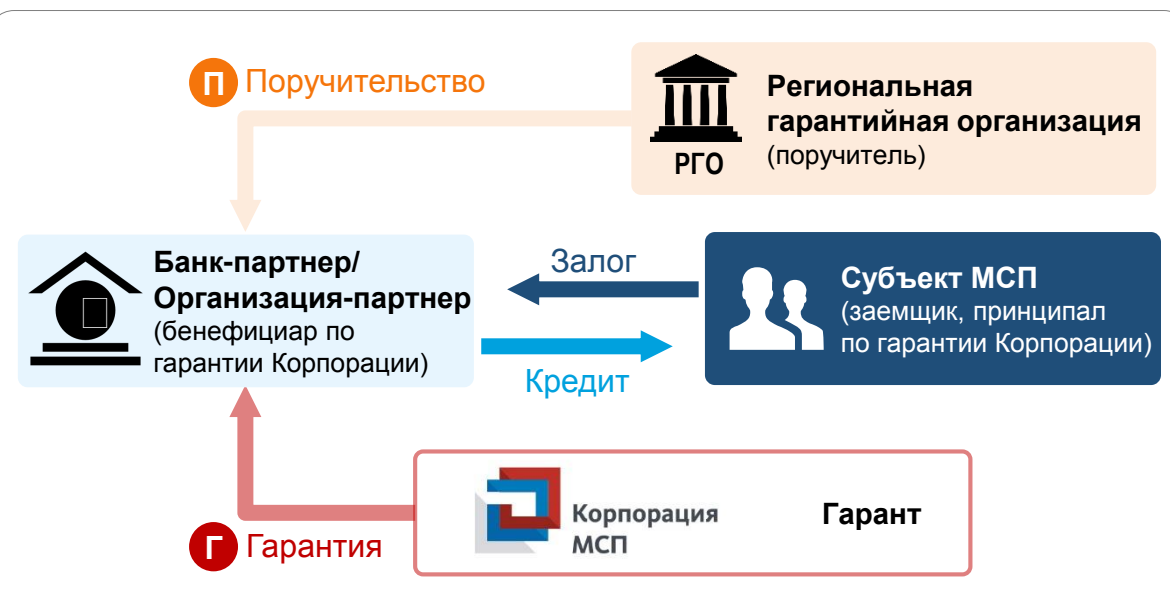 П Поручительство
Региональная
гарантийная организация
(поручитель)
РГО
Банк-партнер/
Организация-партнер
(бенефициар по
гарантии Корпорации)
Залог
Кредит
Субъект МСП
(заемщик, принципал
по гарантии Корпорации)
Корпорация
МСП
Гарант
Г Гарантия